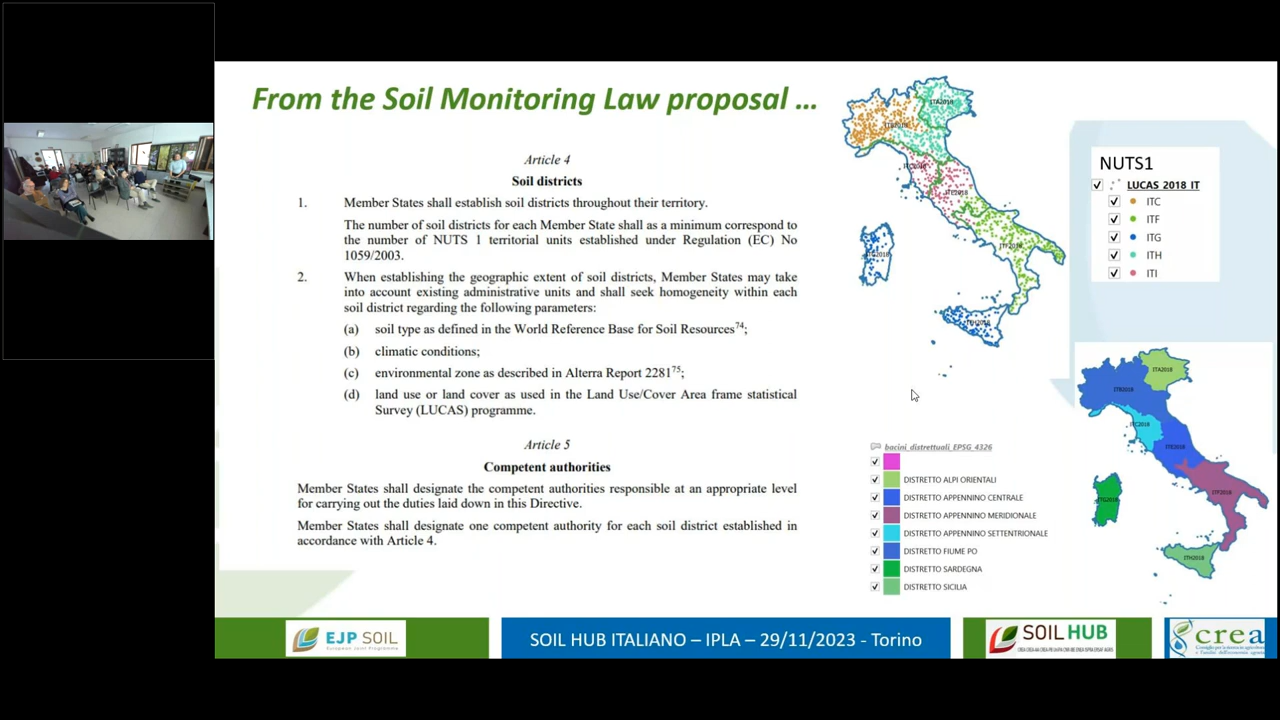 From the Soil Monitoring Law proposal ...
Article 4
Soil districts
1. Member States shall establish soil districts throughout their territory.
The number of soil districts for each Member State shall as a minimum correspond to
the number of NUTS 1 territorial units established under Regulation (EC) No
1059/2003.
2. When establishing the geographic extent of soil districts, Member States may take
into account existing administrative units and shall seek homogeneity within each
soil district regarding the following parameters:
(a) soil type as defined in the World Reference Base for Soil Resources74;
(b) climatic conditions;
(c) environmental zone as described in Alterra Report 228175;
(d) land use or land cover as used in the Land Use/Cover Area frame statistical
Survey (LUCAS) programme.
Article 5
Competent authorities
Member States shall designate the competent authorities responsible at an appropriate level
for carrying out the duties laid down in this Directive.
Member States shall designate one competent authority for each soil district established in
accordance with Article 4.
ITA2018
ITF2018
ITH2018
NUTS1
LUCAS 2018 IT
ITC
ITF
ITG
ITH
ITI
ITA2018
ITB2018
ITC2018
ITE2018
ITF2018
ITG2018
ITH2018
bacini_distrettuali_EPSG_4326
DISTRETTO ALPI ORIENTALI
DISTRETTO APPENNINO CENTRALE
DISTRETTO APPENNINO MERIDIONALE
DISTRETTO APPENNINO SETTENTRIONALE
DISTRETTO FIUME PO
DISTRETTO SARDEGNA
DISTRETTO SICILIA
EJP SOIL
European Joint Programme
SOIL HUB ITALIANO – IPLA – 29/11/2023 - Torino
SOIL HUB
crea